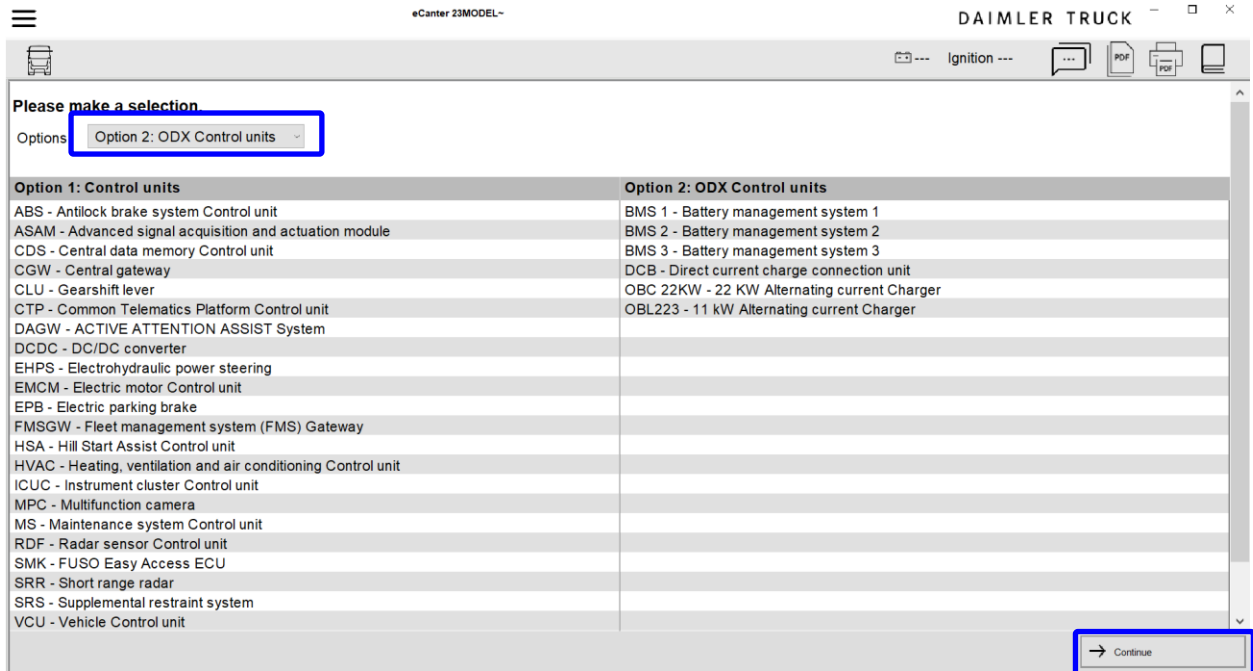 eCanter 23MODEL~
DAIMLER TRUCK
--- Ignition --- ... PDF PDF
Please make a selection.
Options Option 2: ODX Control units
Option 1: Control units Option 2: ODX Control units
ABS - Antilock brake system Control unit BMS 1 - Battery management system 1
ASAM - Advanced signal acquisition and actuation module BMS 2 - Battery management system 2
CDS - Central data memory Control unit BMS 3 - Battery management system 3
CGW - Central gateway DCB - Direct current charge connection unit
CLU - Gearshift lever OBC 22KW - 22 KW Alternating current Charger
CTP - Common Telematics Platform Control unit OBL223 - 11 kW Alternating current Charger
DAGW - ACTIVE ATTENTION ASSIST System
DCDC - DC/DC converter
EHPS - Electrohydraulic power steering
EMCM - Electric motor Control unit
EPB - Electric parking brake
FMSGW - Fleet management system (FMS) Gateway
HSA - Hill Start Assist Control unit
HVAC - Heating, ventilation and air conditioning Control unit
ICUC - Instrument cluster Control unit
MPC - Multifunction camera
MS - Maintenance system Control unit
RDF - Radar sensor Control unit
SMK - FUSO Easy Access ECU
SRR - Short range radar
SRS - Supplemental restraint system
VCU - Vehicle Control unit
Continue